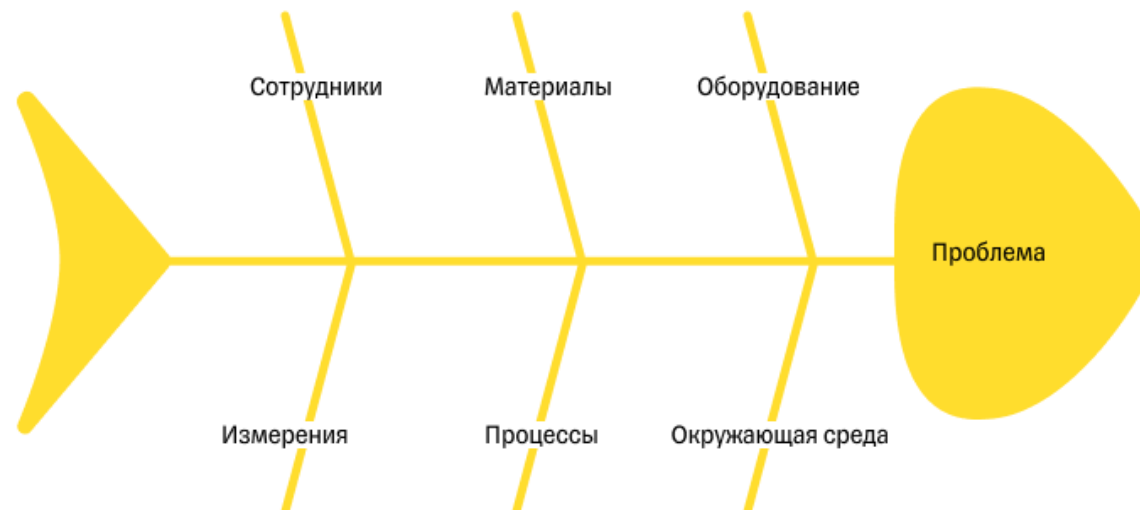 Сотрудники
Материалы
Оборудование
Проблема
Измерения
Процессы
Окружающая среда